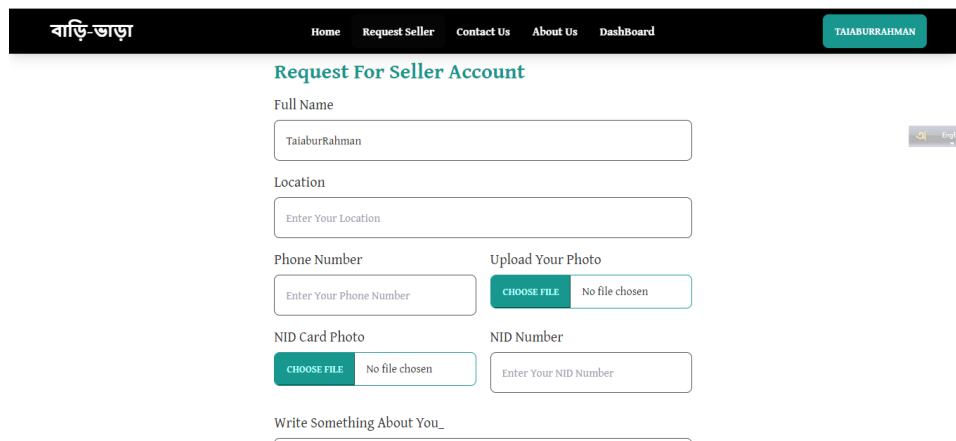 বাড়ি-ভাড়া Home Request Seller Contact Us About Us DashBoard TAIABURRAHMAN
Request For Seller Account
Full Name
TaiaburRahman
অ Engl
Location
Enter Your Location
Phone Number Upload Your Photo
Enter Your Phone Number CHOOSE FILE No file chosen
NID Card Photo NID Number
CHOOSE FILE No file chosen Enter Your NID Number
Write Something About You_